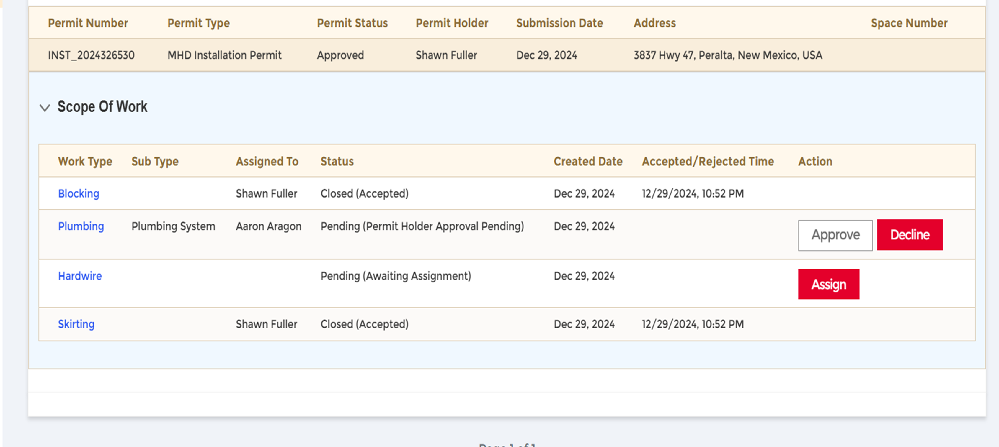 Permit Number Permit Type Permit Status Permit Holder Submission Date Address Space Number
INST_2024326530 MHD Installation Permit Approved Shawn Fuller Dec 29, 2024 3837 Hwy 47, Peralta, New Mexico, USA
Scope Of Work
Work Type Sub Type Assigned To Status Created Date Accepted/Rejected Time Action
Blocking Shawn Fuller Closed (Accepted) Dec 29, 2024 12/29/2024, 10:52 PM
Plumbing Plumbing System Aaron Aragon Pending (Permit Holder Approval Pending) Dec 29, 2024 Approve Decline
Hardwire Pending (Awaiting Assignment) Dec 29, 2024 Assign
Skirting Shawn Fuller Closed (Accepted) Dec 29, 2024 12/29/2024, 10:52 PM
Page 1 of 1